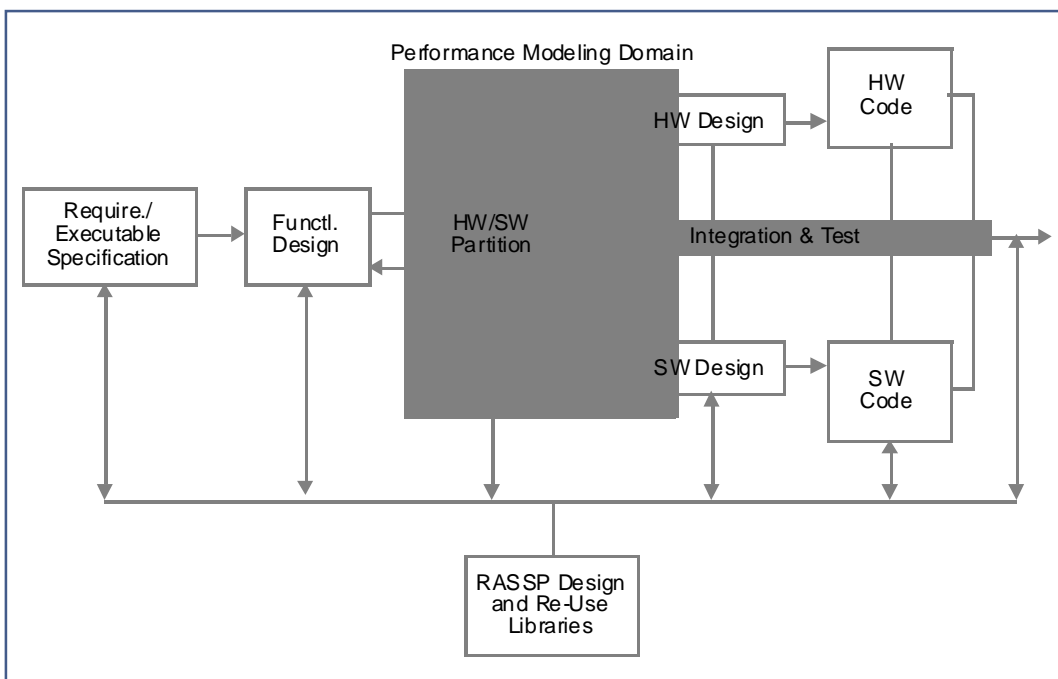 Performance Modeling Domain
HW
Code
HW Design
Require./
Executable
Specification
Functl.
Design
HW/SW
Partition
Integration & Test
SW Design
SW
Code
RASSP Design
and Re-Use
Libraries